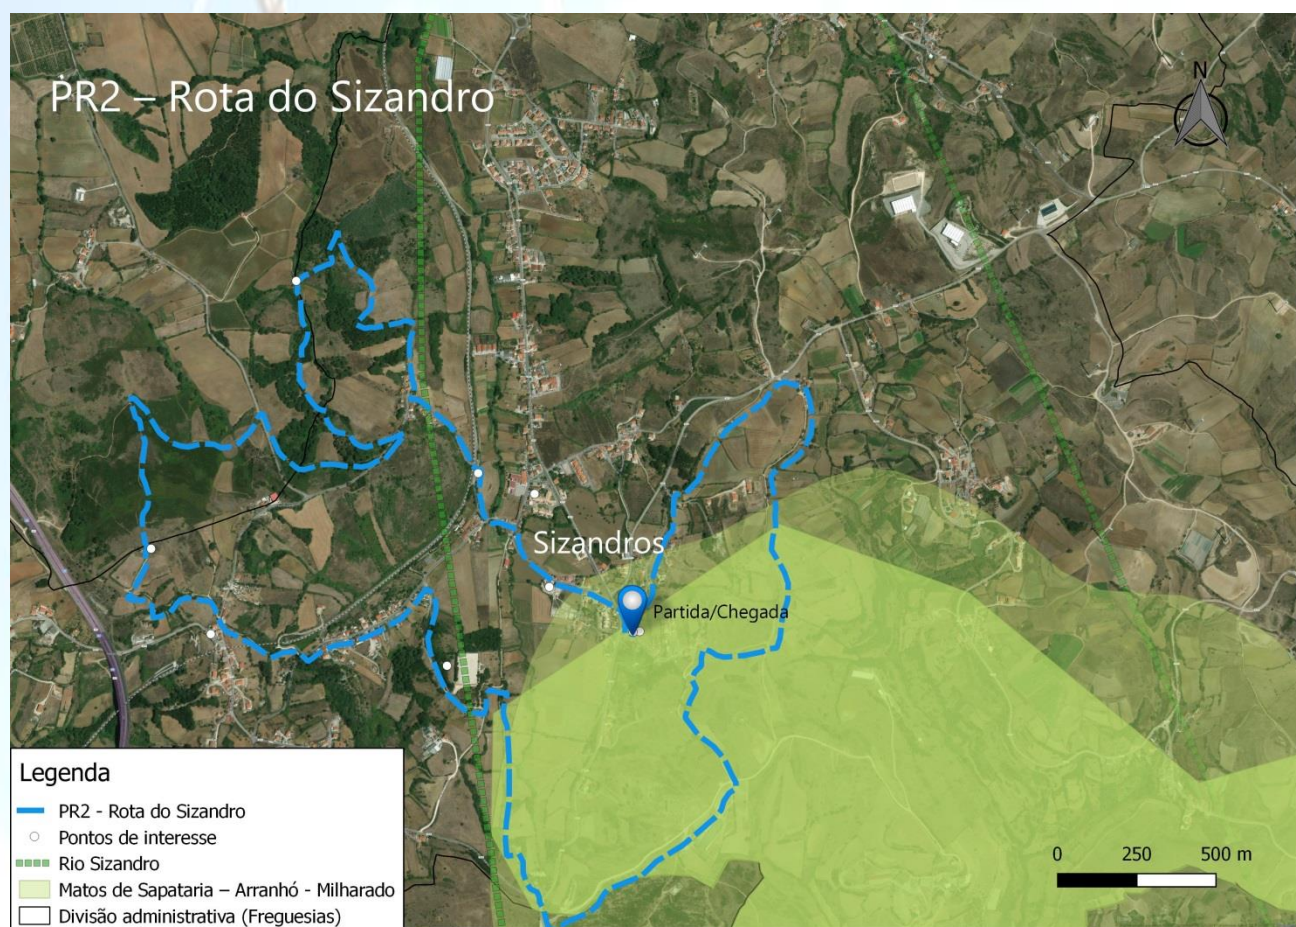 PR2 – Rota do Sizandro
N
Sizandros
Partida/Chegada
Legenda
PR2 - Rota do Sizandro
Pontos de interesse
Rio Sizandro
Matos de Sapataria – Arranhó - Milharado
Divisão administrativa (Freguesias)
0 250 500 m